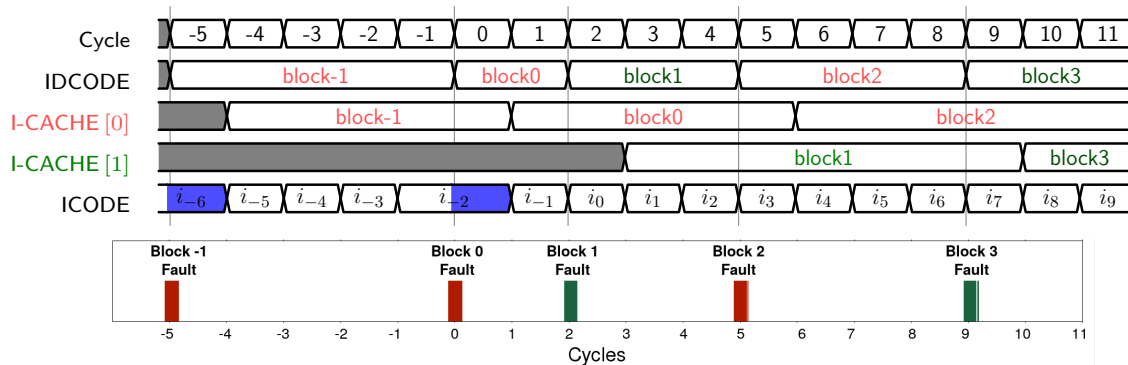 Cycle -5 -4 -3 -2 -1 0 1 2 3 4 5 6 7 8 9 10 11
IDCODE block-1 block0 block1 block2 block3
I-CACHE [0] block-1 block0 block2
I-CACHE [1] block1 block3
ICODE i₋₆ i₋₅ i₋₄ i₋₃ i₋₂ i₋₁ i₀ i₁ i₂ i₃ i₄ i₅ i₆ i₇ i₈ i₉
Block -1 Block 0 Block 1 Block 2 Block 3
Fault Fault Fault Fault Fault
-5 -4 -3 -2 -1 0 1 2 3 4 5 6 7 8 9 10 11
Cycles